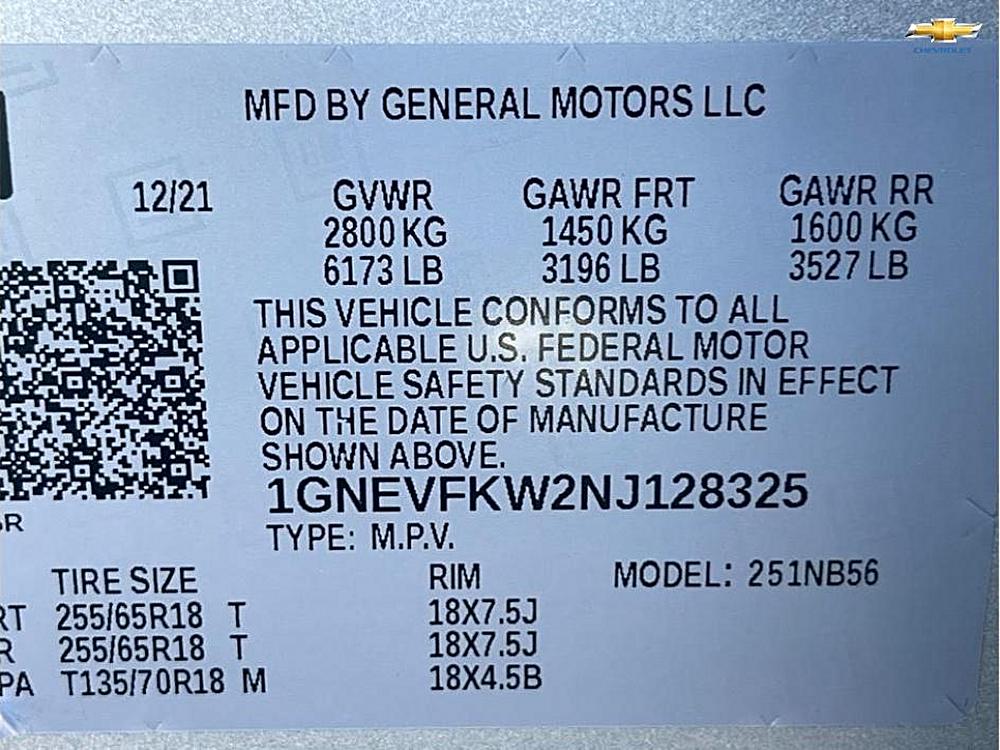 CHEVROLET
MFD BY GENERAL MOTORS LLC
12/21 GVWR GAWR FRT GAWR RR
2800 KG 1450 KG 1600 KG
6173 LB 3196 LB 3527 LB
THIS VEHICLE CONFORMS TO ALL
APPLICABLE U.S. FEDERAL MOTOR
VEHICLE SAFETY STANDARDS IN EFFECT
ON THE DATE OF MANUFACTURE
SHOWN ABOVE.
1GNEVFKW2NJ128325
TYPE: M.P.V.
TIRE SIZE RIM MODEL: 251NB56
RT 255/65R18 T 18X7.5J
R 255/65R18 T 18X7.5J
PA T135/70R18 M 18X4.5B